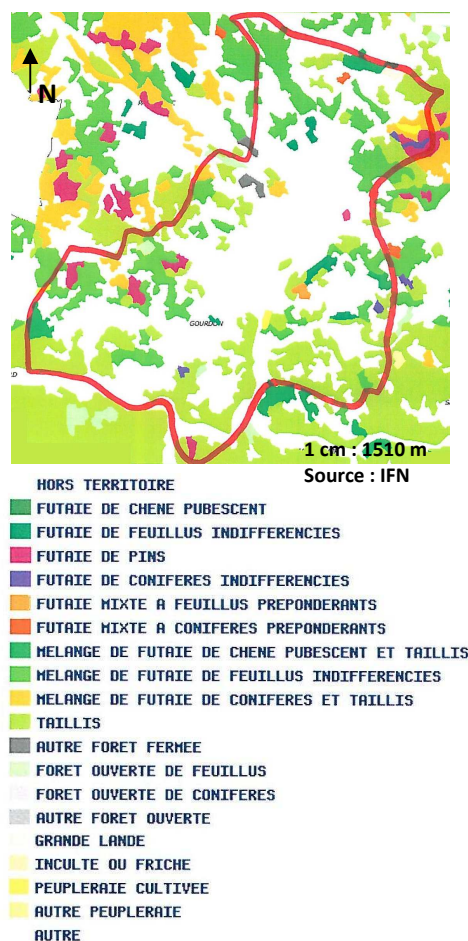 N
GOURDON
1 cm : 1510 m
Source : IFN
HORS TERRITOIRE
FUTAIE DE CHENE PUBESCENT
FUTAIE DE FEUILLUS INDIFFERENCIES
FUTAIE DE PINS
FUTAIE DE CONIFERES INDIFFERENCIES
FUTAIE MIXTE A FEUILLUS PREPONDERANTS
FUTAIE MIXTE A CONIFERES PREPONDERANTS
MELANGE DE FUTAIE DE CHENE PUBESCENT ET TAILLIS
MELANGE DE FUTAIE DE FEUILLUS INDIFFERENCIES
MELANGE DE FUTAIE DE CONIFERES ET TAILLIS
TAILLIS
AUTRE FORET FERMEE
FORET OUVERTE DE FEUILLUS
FORET OUVERTE DE CONIFERES
AUTRE FORET OUVERTE
GRANDE LANDE
INCULTE OU FRICHE
PEUPLERAIE CULTIVEE
AUTRE PEUPLERAIE
AUTRE